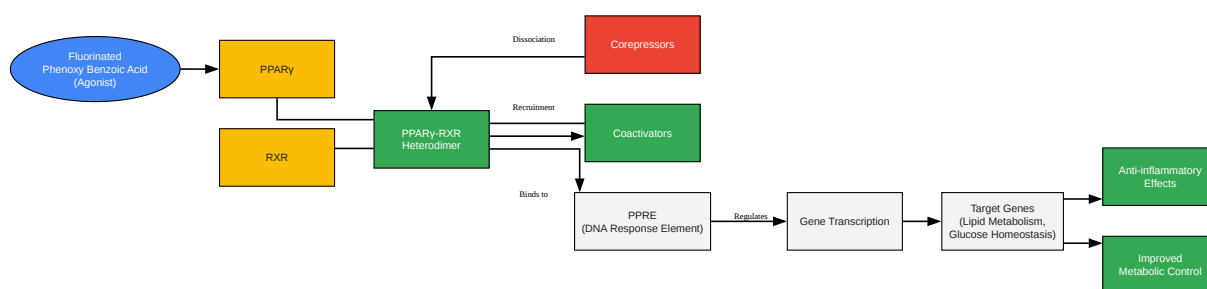 Fluorinated
Phenoxy Benzoic Acid
(Agonist)
PPARγ
RXR
PPARγ-RXR
Heterodimer
Dissociation
Corepressors
Recruitment
Coactivators
Binds to
PPRE
(DNA Response Element)
Regulates
Gene Transcription
Target Genes
(Lipid Metabolism,
Glucose Homeostasis)
Anti-inflammatory
Effects
Improved
Metabolic Control